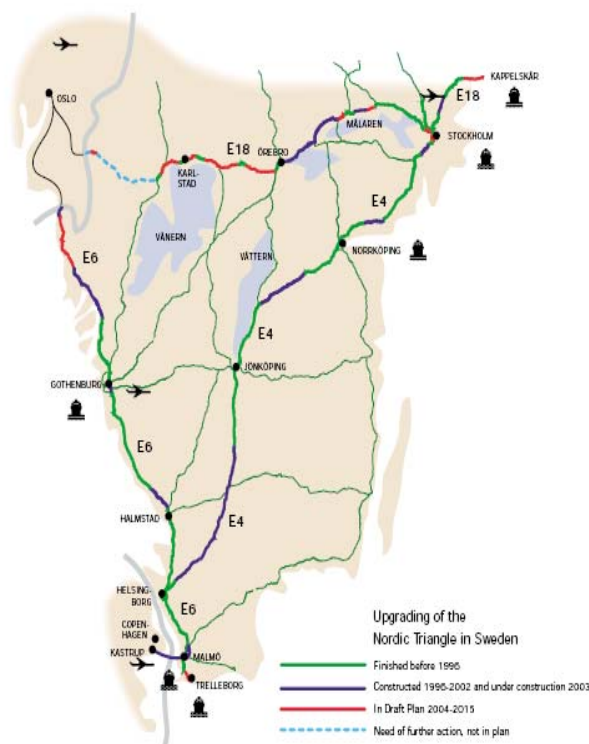 KAPPELSKÄR
E18
OSLO
MÄLAREN
STOCKHOLM
E18
ÖREBRO
KARL-
STAD
E4
VÄNERN
NORRKÖPING
VÄTTERN
E6
E4
JÖNKÖPING
GOTHENBURG
E6
HALMSTAD
E4
HELSING-
BORG
E6
COPEN-
HAGEN
KASTRUP
MALMÖ
TRELLEBORG
Upgrading of the
Nordic Triangle in Sweden
Finished before 1996
Constructed 1996-2002 and under construction 2003
In Draft Plan 2004-2015
Need of further action, not in plan